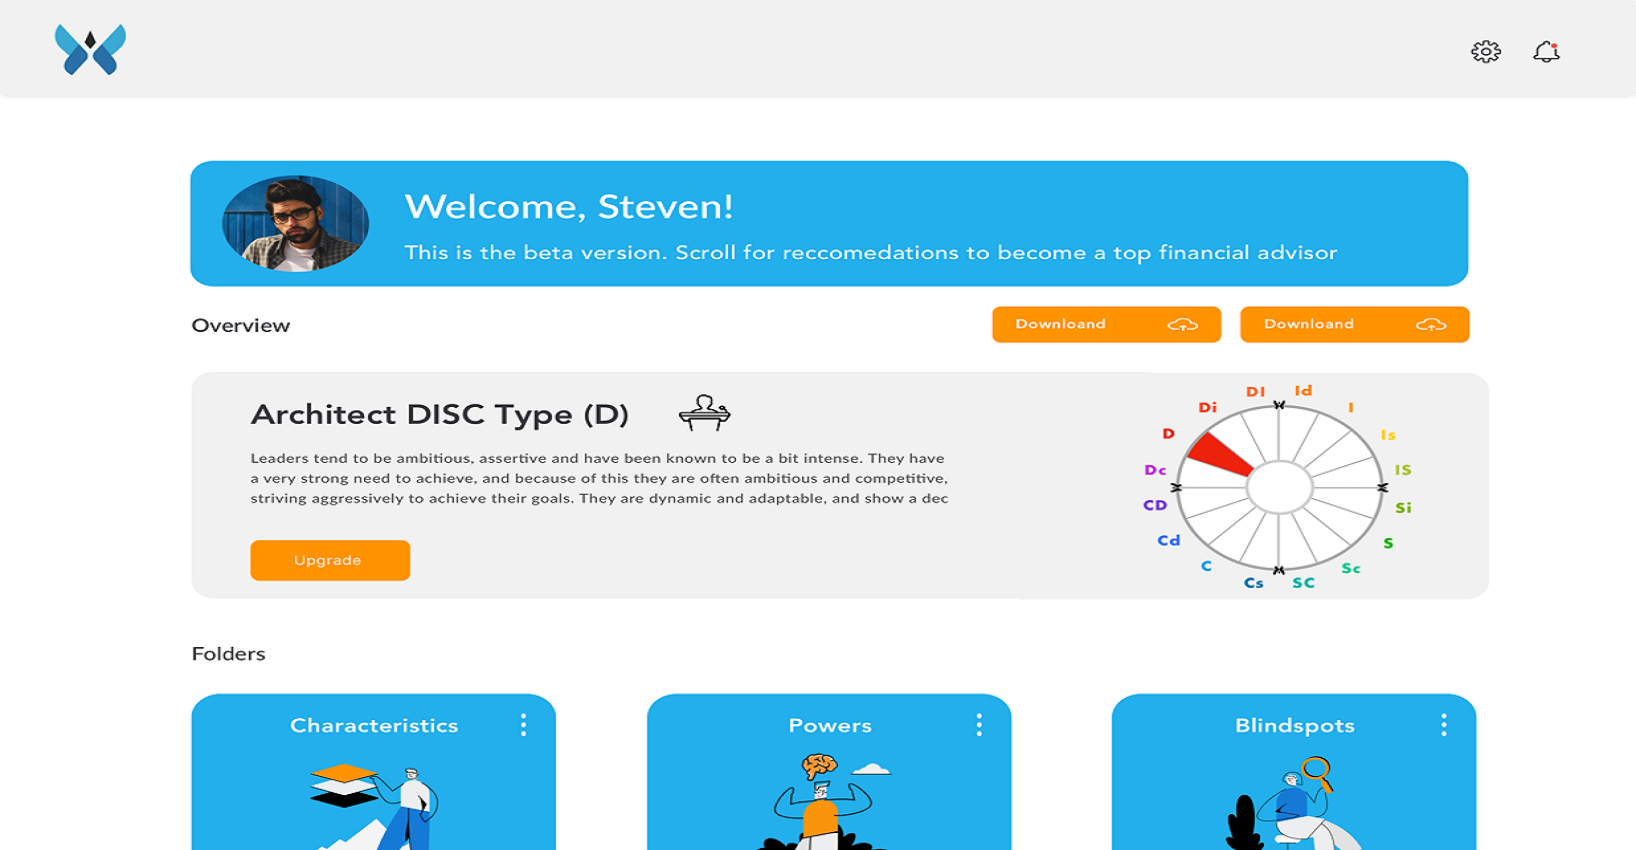 Welcome, Steven!
This is the beta version. Scroll for reccomedations to become a top financial advisor
Overview
Downloand
Downloand
Architect DISC Type (D)
Leaders tend to be ambitious, assertive and have been known to be a bit intense. They have
a very strong need to achieve, and because of this they are often ambitious and competitive,
striving aggressively to achieve their goals. They are dynamic and adaptable, and show a dec
Upgrade
DI
Id
Di
I
D
Is
Dc
IS
CD
Si
Cd
S
C
Sc
Cs
SC
Folders
Characteristics
Powers
Blindspots